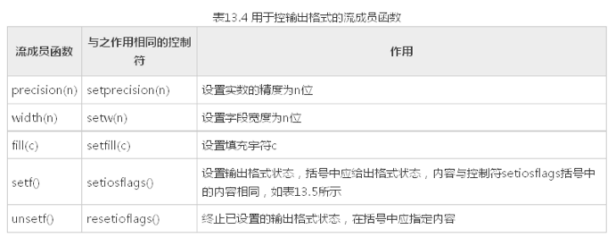 表13.4 用于控输出格式的流成员函数
流成员函数 与之作用相同的控制符 作用
precision(n) setprecision(n) 设置实数的精度为n位
width(n) setw(n) 设置字段宽度为n位
fill(c) setfill(c) 设置填充字符c
setf() setiosflags() 设置输出格式状态，括号中应给出格式状态，内容与控制符setiosflags括号中的内容相同，如表13.5所示
unsetf() resetioflags() 终止已设置的输出格式状态，在括号中应指定内容